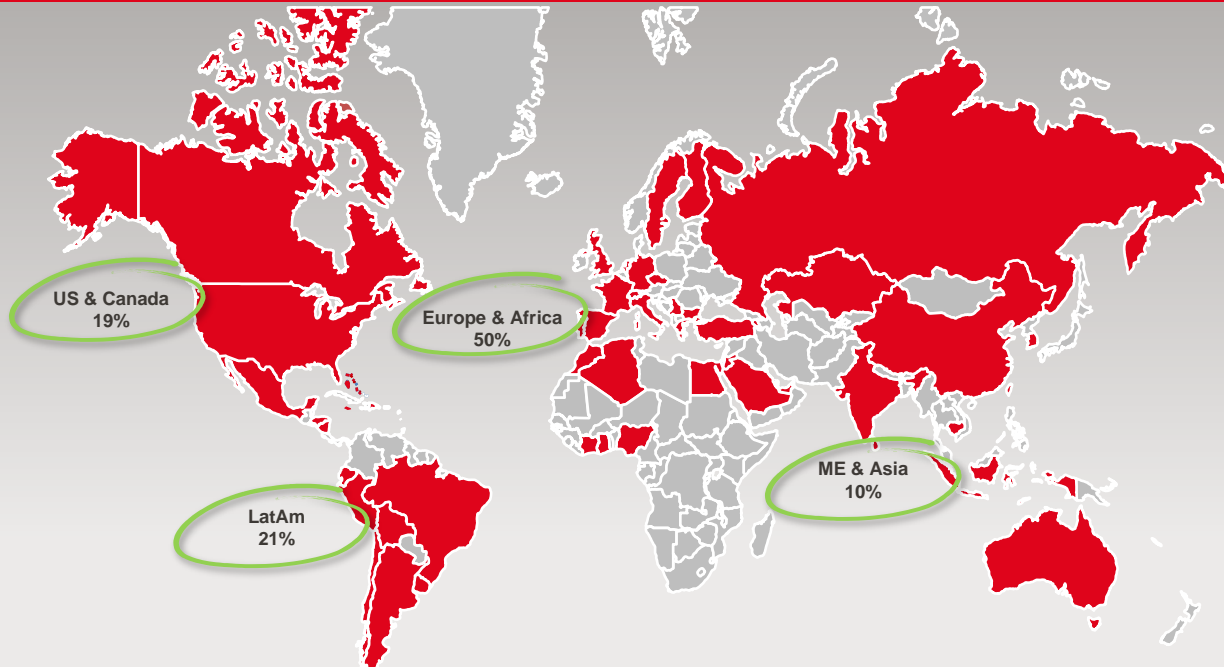 US & Canada
19%
Europe & Africa
50%
ME & Asia
10%
LatAm
21%